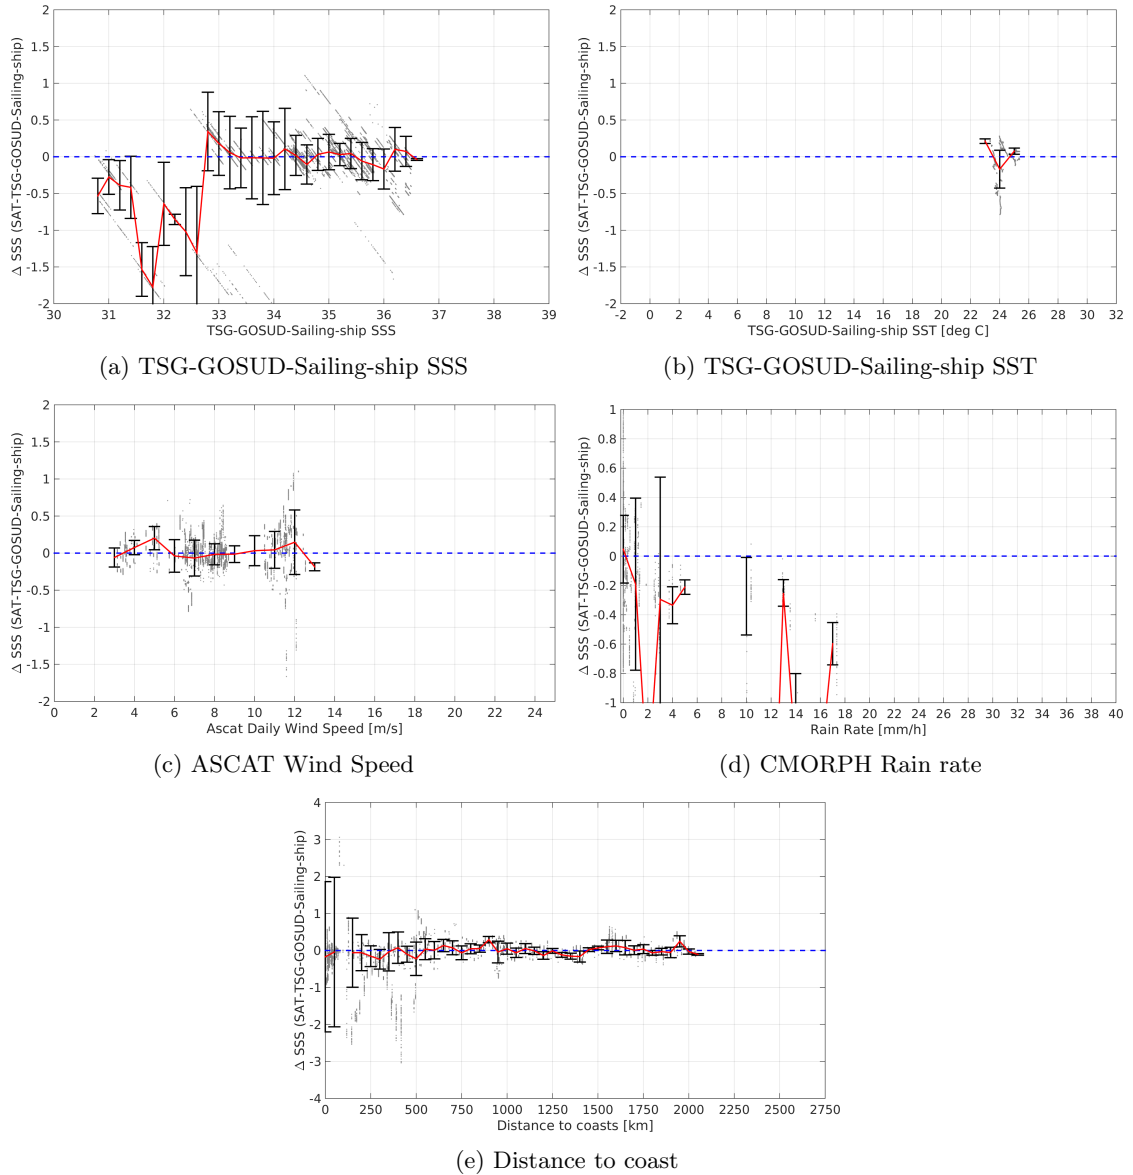 2
1.5
1
0.5
0
-0.5
-1
-1.5
-2
Δ SSS (SAT-TSG-GOSUD-Sailing-ship)
30 31 32 33 34 35 36 37 38 39
TSG-GOSUD-Sailing-ship SSS
(a) TSG-GOSUD-Sailing-ship SSS
2
1.5
1
0.5
0
-0.5
-1
-1.5
-2
Δ SSS (SAT-TSG-GOSUD-Sailing-ship)
-2 0 2 4 6 8 10 12 14 16 18 20 22 24 26 28 30 32
TSG-GOSUD-Sailing-ship SST [deg C]
(b) TSG-GOSUD-Sailing-ship SST
2
1.5
1
0.5
0
-0.5
-1
-1.5
-2
Δ SSS (SAT-TSG-GOSUD-Sailing-ship)
0 2 4 6 8 10 12 14 16 18 20 22 24
Ascat Daily Wind Speed [m/s]
(c) ASCAT Wind Speed
1
0.8
0.6
0.4
0.2
0
-0.2
-0.4
-0.6
-0.8
-1
Δ SSS (SAT-TSG-GOSUD-Sailing-ship)
0 2 4 6 8 10 12 14 16 18 20 22 24 26 28 30 32 34 36 38 40
Rain Rate [mm/h]
(d) CMORPH Rain rate
4
3
2
1
0
-1
-2
-3
-4
Δ SSS (SAT-TSG-GOSUD-Sailing-ship)
0 250 500 750 1000 1250 1500 1750 2000 2250 2500 2750
Distance to coasts [km]
(e) Distance to coast